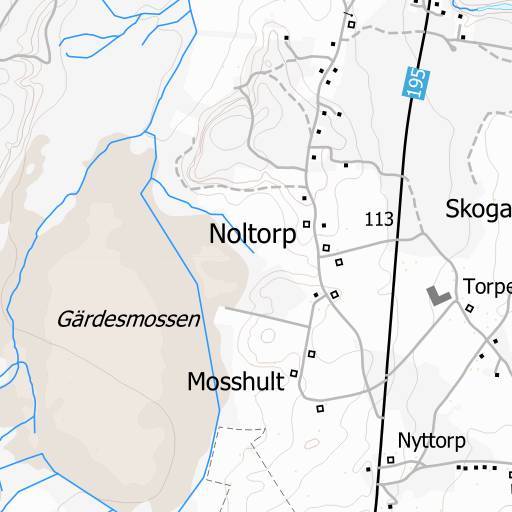 195
Skoga
113
Noltorp
Torpe
Gärdesmossen
Mosshult
Nyttorp